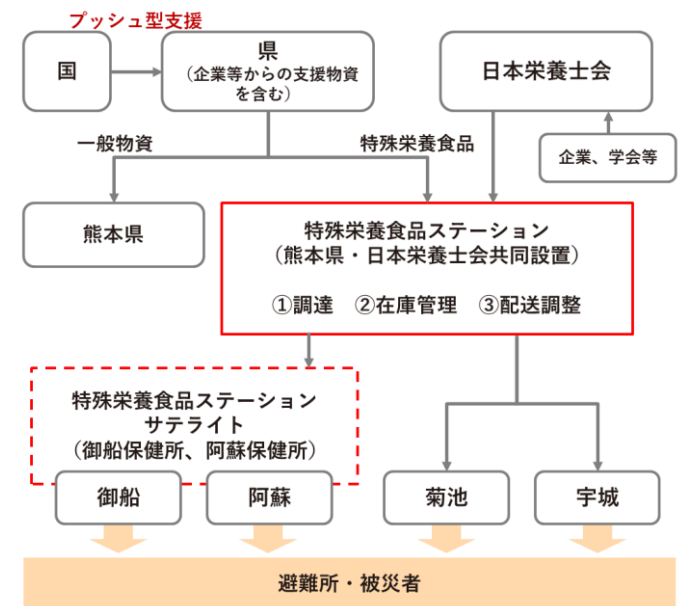 プッシュ型支援
国
県
（企業等からの支援物資
を含む）
日本栄養士会
企業、学会等
一般物資
特殊栄養食品
熊本県
特殊栄養食品ステーション
（熊本県・日本栄養士会共同設置）
①調達　②在庫管理　③配送調整
特殊栄養食品ステーション
サテライト
（御船保健所、阿蘇保健所）
御船
阿蘇
菊池
宇城
避難所・被災者